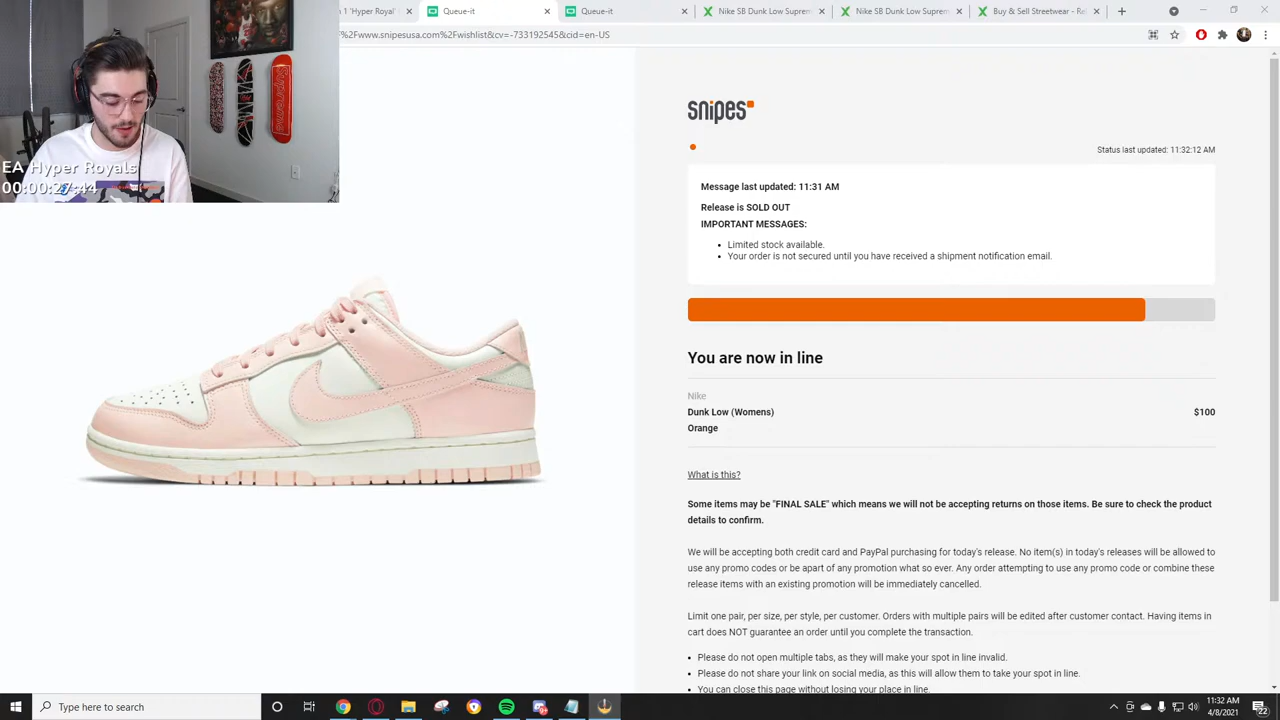 1 'Hyper Royal'
Queue-it
Queue-it
Nike SB Dunk Low Suprem
Nike SB Dunk Low Suprem
Buy & Sell Streetwear - Re
F%2Fwww.snipesusa.com%2Fwishlist&cv=-733192545&cid=en-US
Supreme
EA Hyper Royals
00:00:27:44
snipes
Status last updated: 11:32:12 AM
Message last updated: 11:31 AM
Release is SOLD OUT
IMPORTANT MESSAGES:
• Limited stock available.
• Your order is not secured until you have received a shipment notification email.
You are now in line
Nike
Dunk Low (Womens) $100
Orange
What is this?
Some items may be "FINAL SALE" which means we will not be accepting returns on those items. Be sure to check the product
details to confirm.
We will be accepting both credit card and PayPal purchasing for today's release. No item(s) in today's releases will be allowed to
use any promo codes or be apart of any promotion what so ever. Any order attempting to use any promo code or combine these
release items with an existing promotion will be immediately cancelled.
Limit one pair, per size, per style, per customer. Orders with multiple pairs will be edited after customer contact. Having items in
cart does NOT guarantee an order until you complete the transaction.
• Please do not open multiple tabs, as they will make your spot in line invalid.
• Please do not share your link on social media, as this will allow them to take your spot in line.
• You can close this page without losing your place in line.
Type here to search
11:32 AM
4/8/2021
22